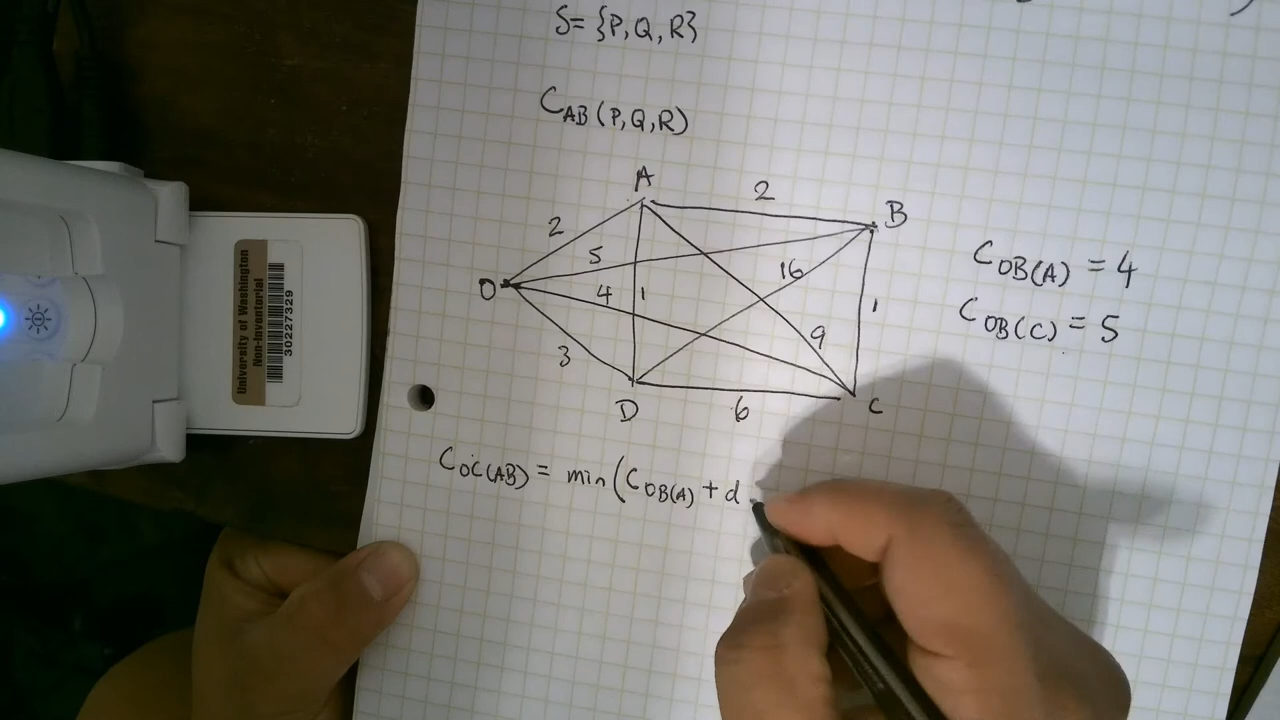 S={P,Q,R}
C_AB(P,Q,R)
A
2
B
2
5
16
O
4
1
1
9
3
D
6
C
C_OB(A) = 4
C_OB(C) = 5
C_OC(AB) = min(C_OB(A) + d
University of Washington
Non-Inventorial
30227329